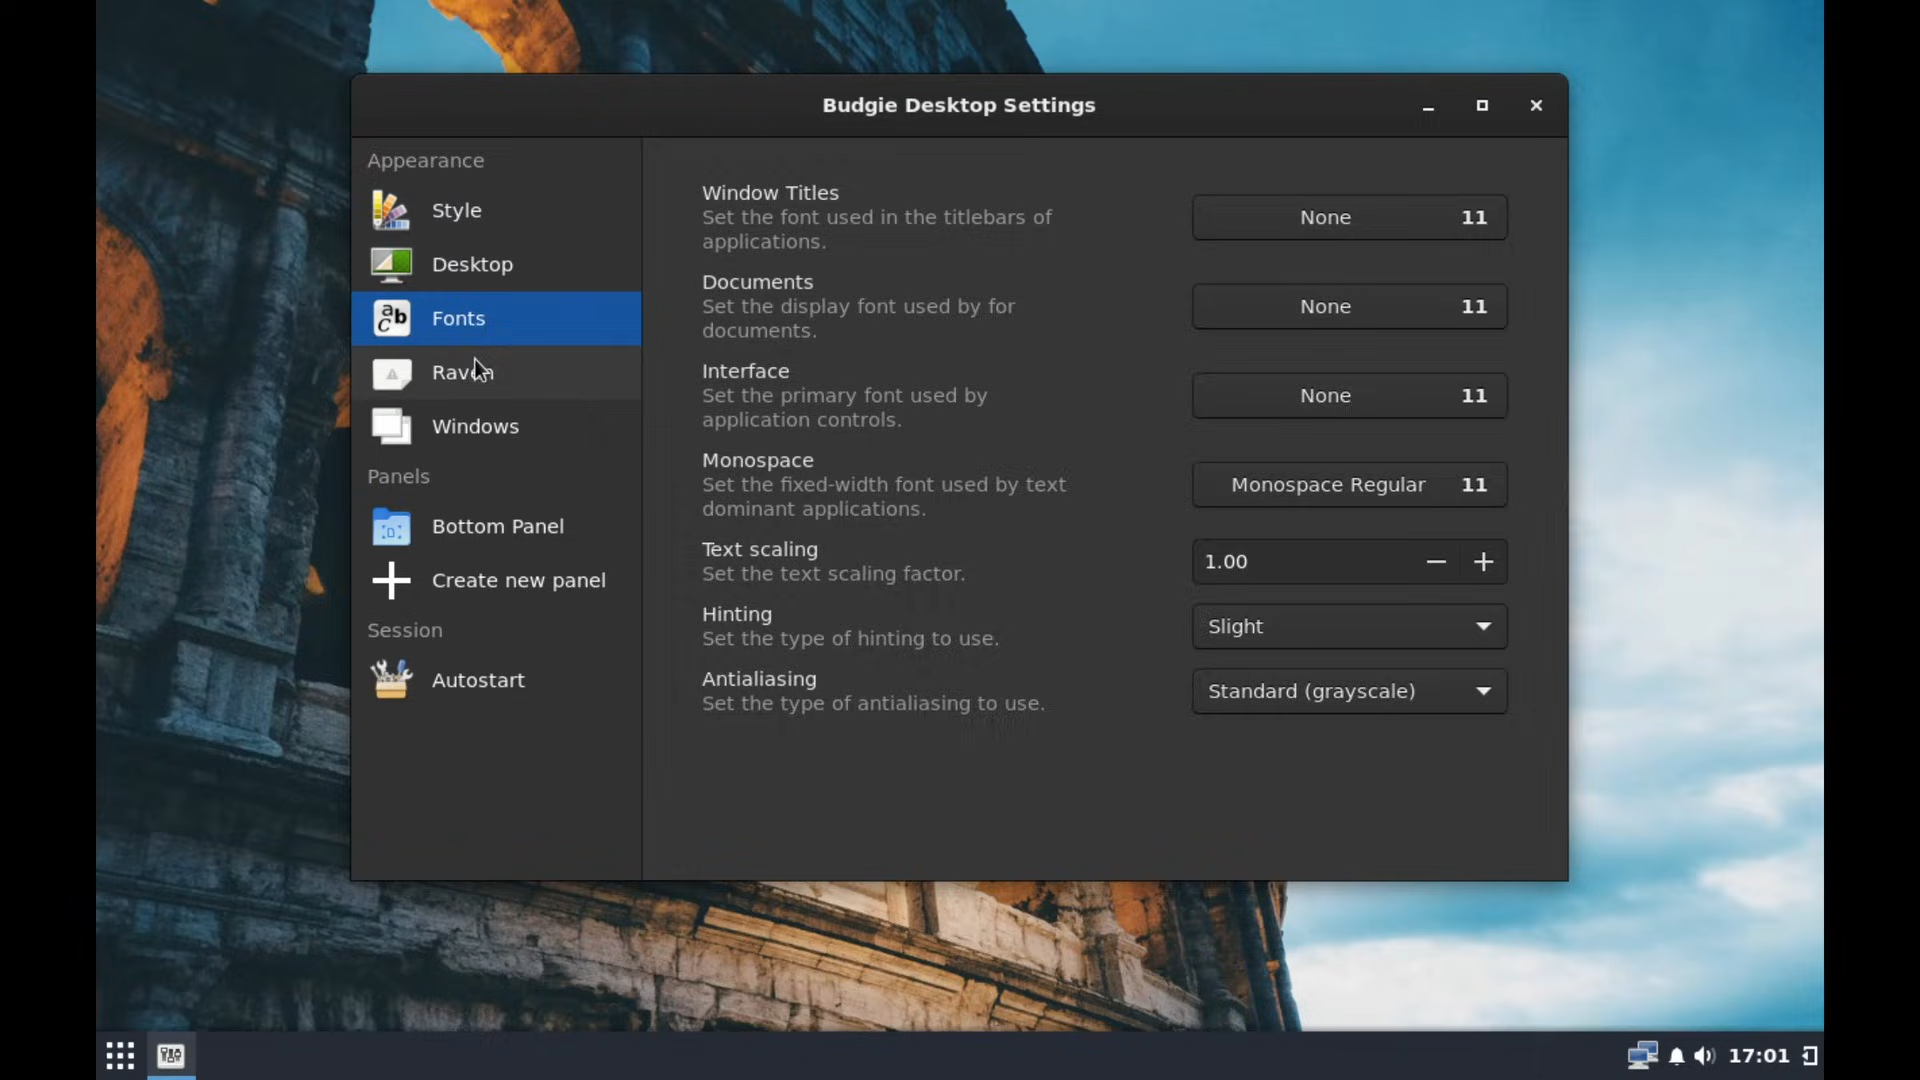 Budgie Desktop Settings
Appearance
Style
Desktop
Fonts
Raven
Windows
Panels
Bottom Panel
Create new panel
Session
Autostart
Window Titles
Set the font used in the titlebars of
applications.
None 11
Documents
Set the display font used by for
documents.
None 11
Interface
Set the primary font used by
application controls.
None 11
Monospace
Set the fixed-width font used by text
dominant applications.
Monospace Regular 11
Text scaling
Set the text scaling factor.
1.00
Hinting
Set the type of hinting to use.
Slight
Antialiasing
Set the type of antialiasing to use.
Standard (grayscale)
17:01